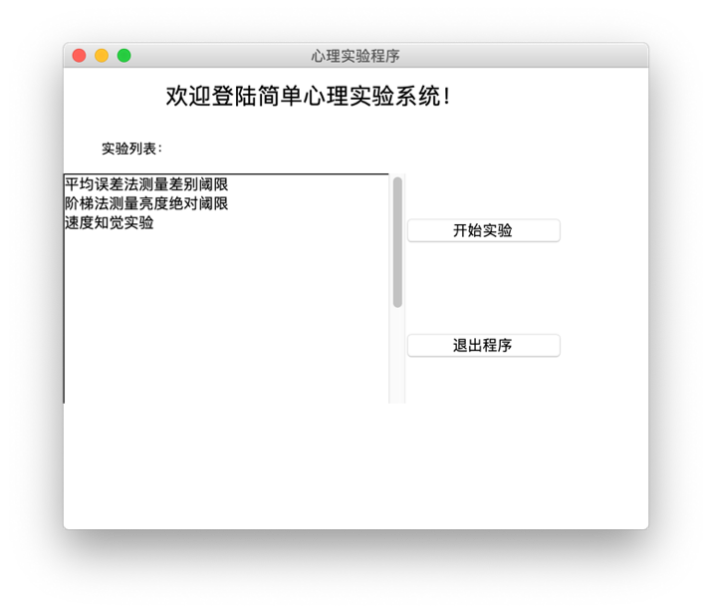 心理实验程序
欢迎登陆简单心理实验系统!
实验列表:
平均误差法测量差别阈限
阶梯法测量亮度绝对阈限
速度知觉实验
开始实验
退出程序